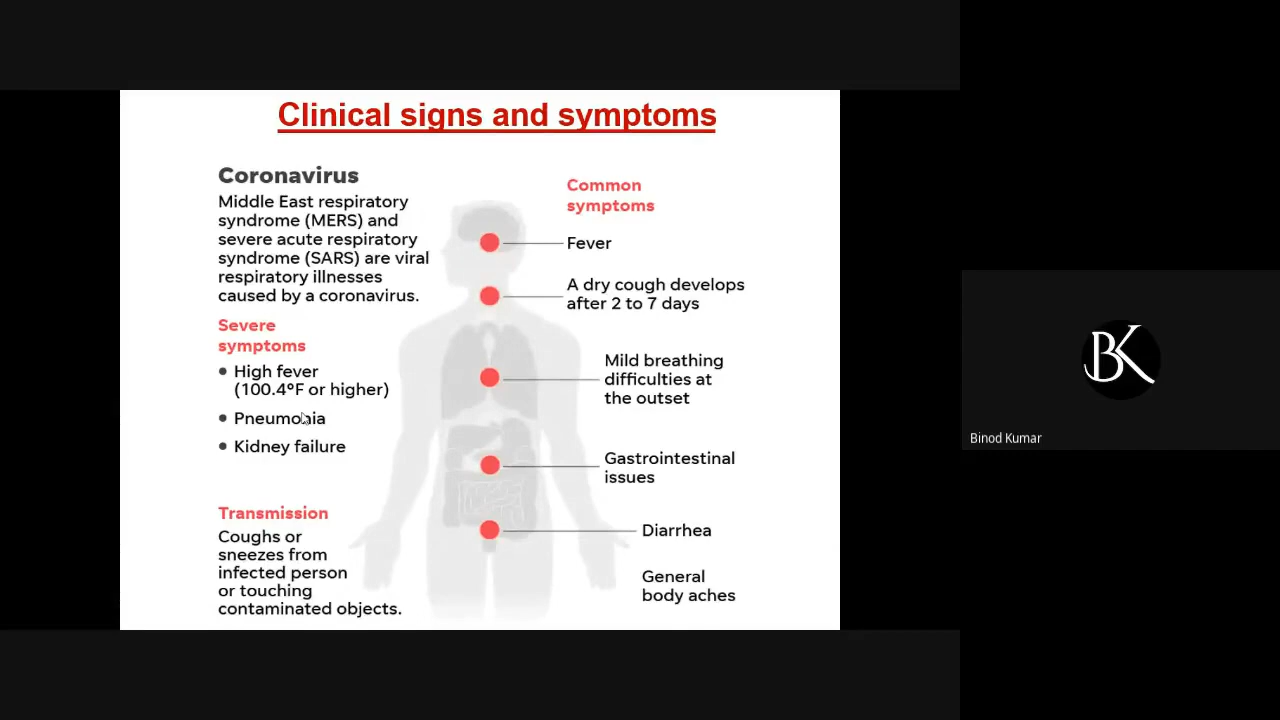 Clinical signs and symptoms
Coronavirus
Middle East respiratory
syndrome (MERS) and
severe acute respiratory
syndrome (SARS) are viral
respiratory illnesses
caused by a coronavirus.
Severe
symptoms
• High fever
(100.4°F or higher)
• Pneumonia
• Kidney failure
Transmission
Coughs or
sneezes from
infected person
or touching
contaminated objects.
Common
symptoms
Fever
A dry cough develops
after 2 to 7 days
Mild breathing
difficulties at
the outset
Gastrointestinal
issues
Diarrhea
General
body aches
BK
Binod Kumar